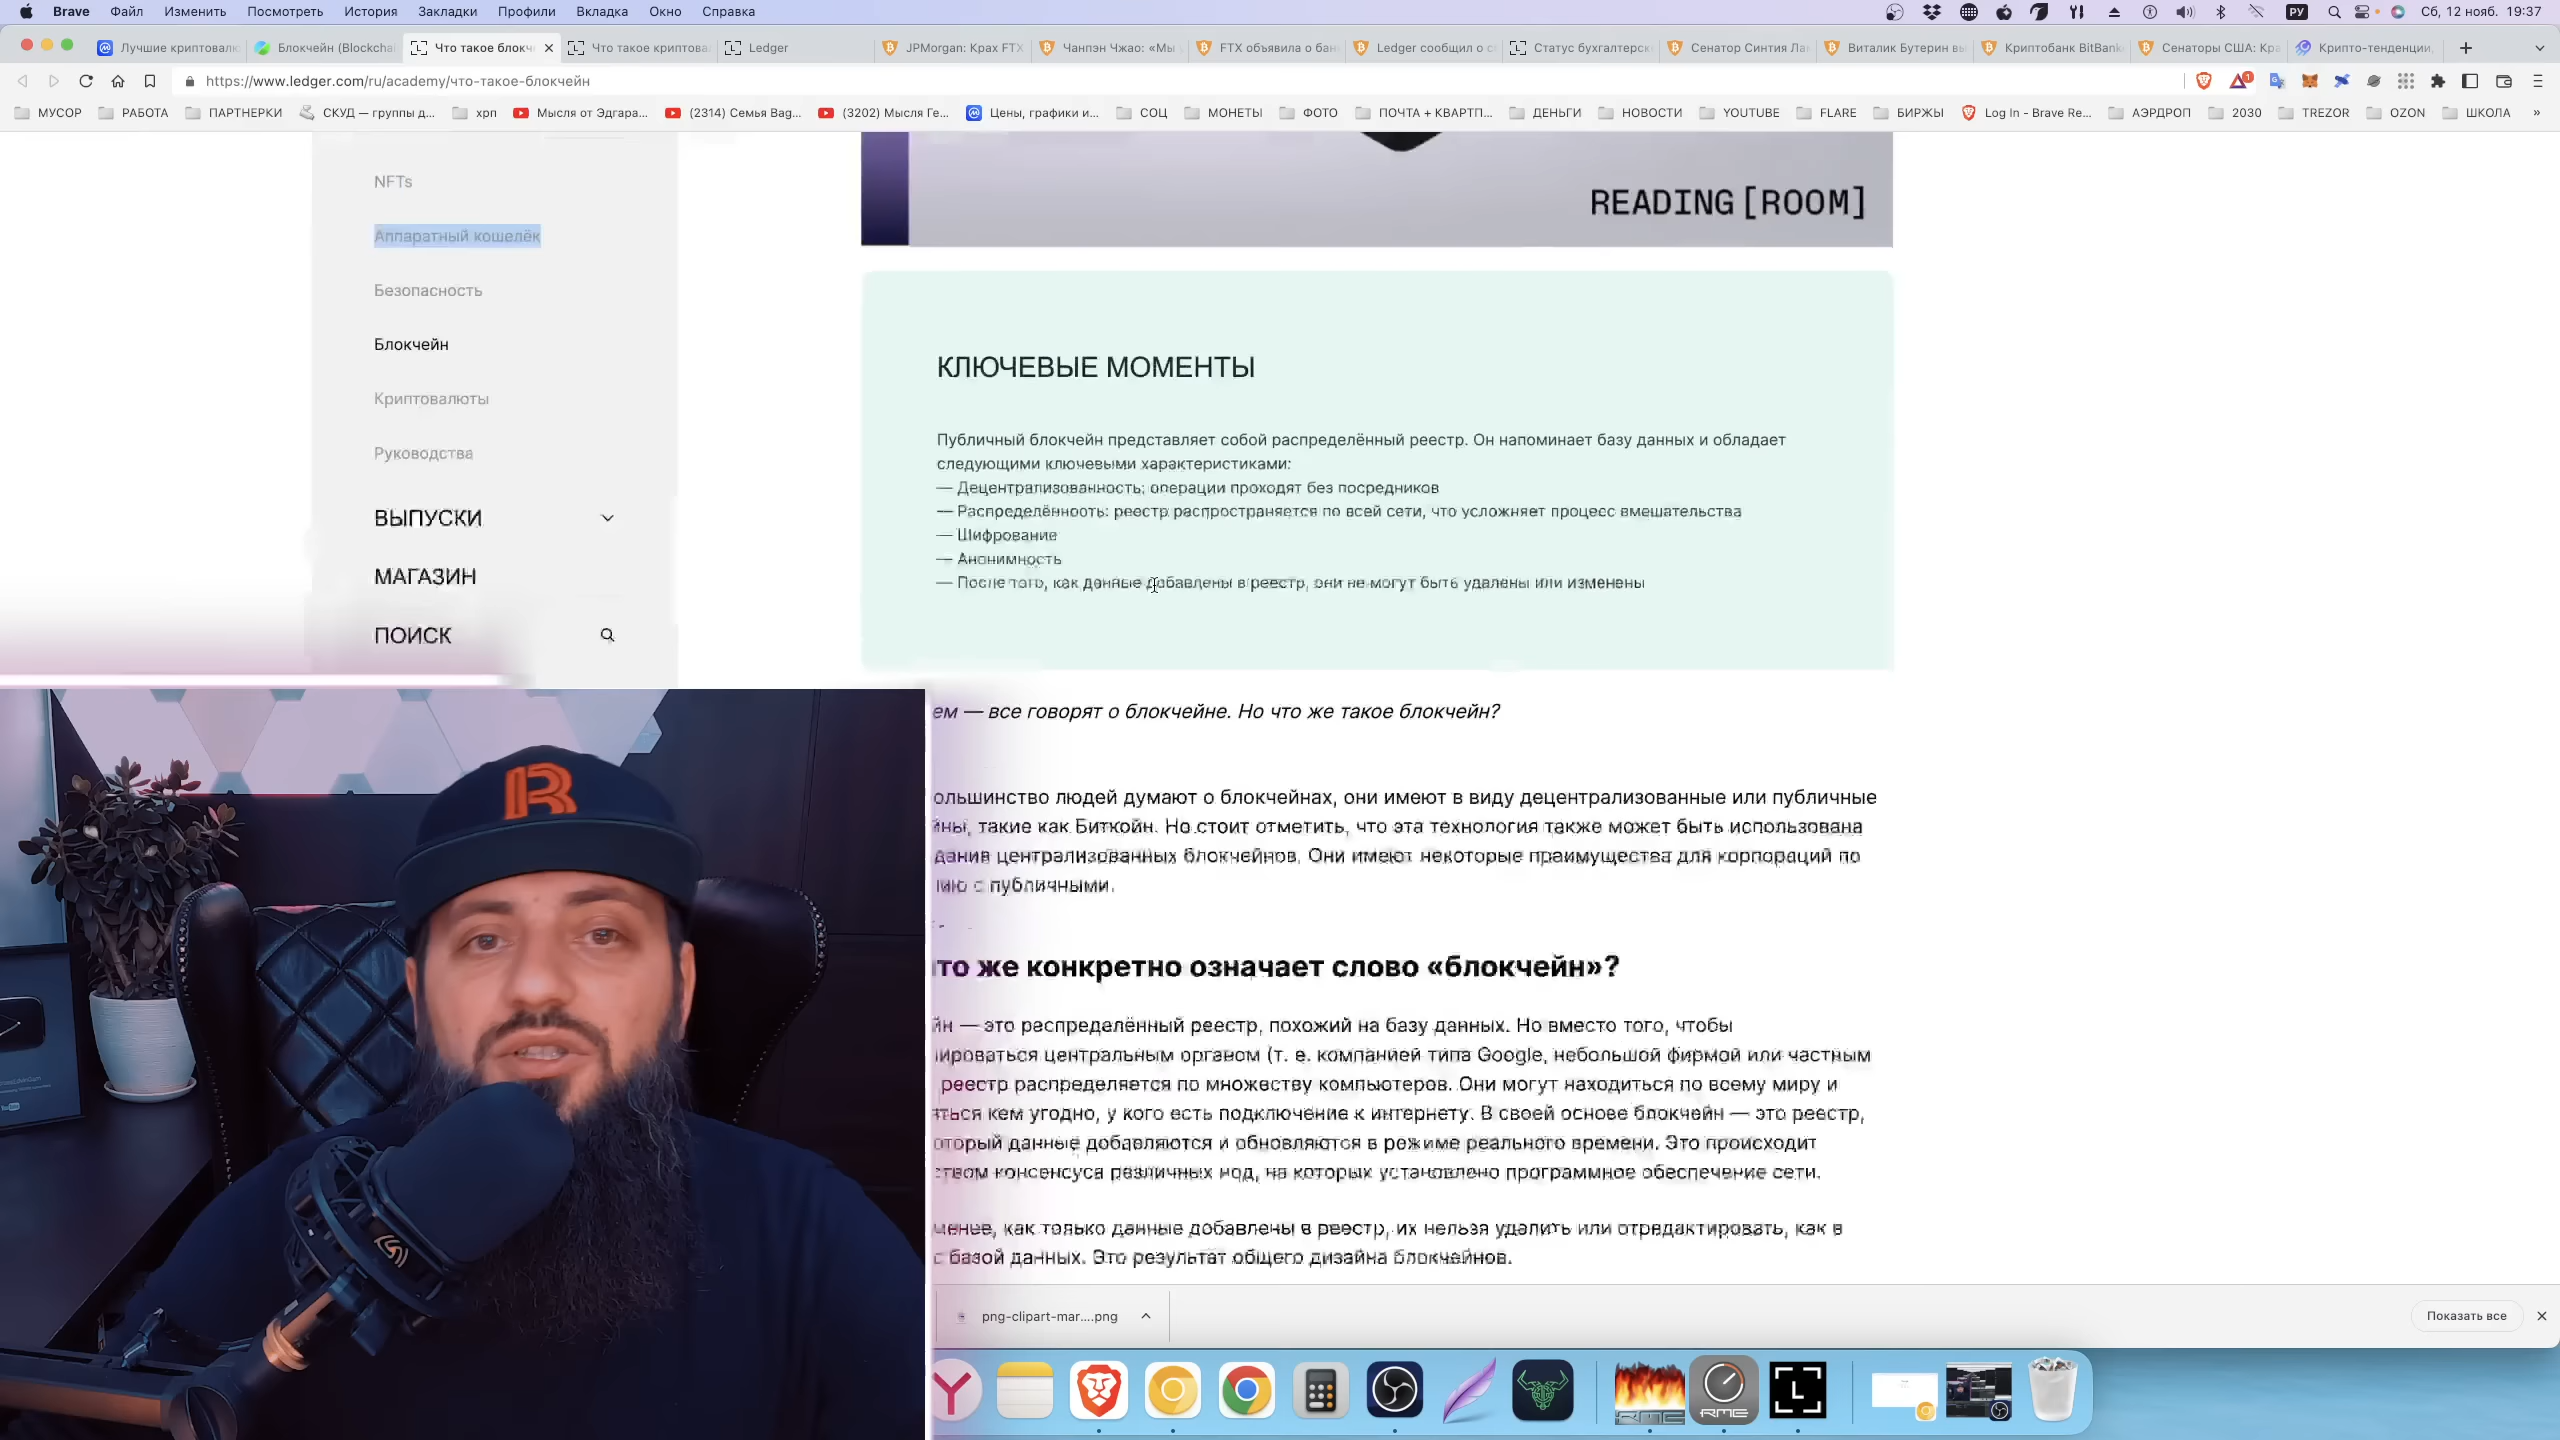 Brave Файл Изменить Посмотреть История Закладки Профили Вкладка Окно Справка РУ Сб, 12 нояб. 19:37
Лучшие криптовал Блокчейн (Blockcha Что такое блокч Что такое криптова Ledger JPMorgan: Крах FTX Чанпэн Чжао: «Мы FTX объявила о бан Ledger сообщил о с Статус бухгалтерск Сенатор Синтия Ла Виталик Бутерин вы Криптобанк BitBank Сенаторы США: Кра Крипто-тенденции,
https://www.ledger.com/ru/academy/что-такое-блокчейн
МУСОР РАБОТА ПАРТНЕРКИ СКУД — группы д... хрп Мысля от Эдгара... (2314) Семья Bag... (3202) Мысля Ге... Цены, графики и... СОЦ МОНЕТЫ ФОТО ПОЧТА + КВАРТП... ДЕНЬГИ НОВОСТИ YOUTUBE FLARE БИРЖЫ Log In - Brave Re... АЭРДРОП 2030 TREZOR OZON ШКОЛА »
NFTs
Аппаратный кошелёк
Безопасность
Блокчейн
Криптовалюты
Руководства
ВЫПУСКИ
МАГАЗИН
ПОИСК
READING[ROOM]
КЛЮЧЕВЫЕ МОМЕНТЫ
Публичный блокчейн представляет собой распределённый реестр. Он напоминает базу данных и обладает
следующими ключевыми характеристиками:
— Децентрализованность: операции проходят без посредников
— Распределённость: реестр распространяется по всей сети, что усложняет процесс вмешательства
— Шифрование
— Анонимность
— После того, как данные добавлены в реестр, они не могут быть удалены или изменены
ем — все говорят о блокчейне. Но что же такое блокчейн?
ольшинство людей думают о блокчейнах, они имеют в виду децентрализованные или публичные
йны, такие как Биткойн. Но стоит отметить, что эта технология также может быть использована
дания централизованных блокчейнов. Они имеют некоторые преимущества для корпораций по
ию с публичными.
то же конкретно означает слово «блокчейн»?
йн — это распределённый реестр, похожий на базу данных. Но вместо того, чтобы
ироваться центральным органом (т. е. компанией типа Google, небольшой фирмой или частным
реестр распределяется по множеству компьютеров. Они могут находиться по всему миру и
ться кем угодно, у кого есть подключение к интернету. В своей основе блокчейн — это реестр,
оторый данные добавляются и обновляются в режиме реального времени. Это происходит
ством консенсуса различных нод, на которых установлено программное обеспечение сети.
менее, как только данные добавлены в реестр, их нельзя удалить или отредактировать, как в
с базой данных. Это результат общего дизайна блокчейнов.
png-clipart-mar....png Показать все
YouTube
RME RME